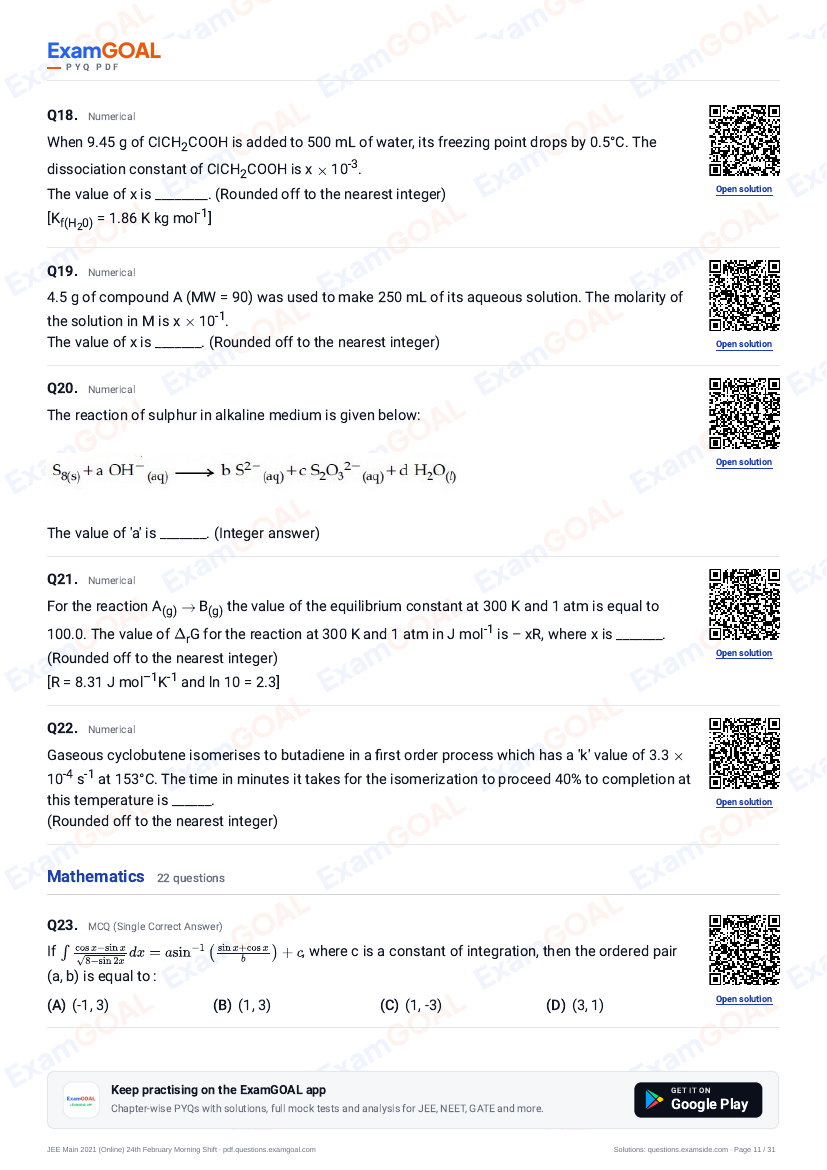 ExamGOAL
PYQ PDF
Q18. Numerical
When 9.45 g of ClCH2COOH is added to 500 mL of water, its freezing point drops by 0.5°C. The
dissociation constant of ClCH2COOH is x × 10-3.
The value of x is ________. (Rounded off to the nearest integer)
[Kf(H20) = 1.86 K kg mol-1]
Open solution
Q19. Numerical
4.5 g of compound A (MW = 90) was used to make 250 mL of its aqueous solution. The molarity of
the solution in M is x × 10-1.
The value of x is _______. (Rounded off to the nearest integer)
Open solution
Q20. Numerical
The reaction of sulphur in alkaline medium is given below:
Open solution
S8(s) + a OH−(aq) ⟶ b S2−(aq) + c S2O32−(aq) + d H2O(l)
The value of 'a' is _______. (Integer answer)
Q21. Numerical
For the reaction A(g) → B(g) the value of the equilibrium constant at 300 K and 1 atm is equal to
100.0. The value of ΔrG for the reaction at 300 K and 1 atm in J mol-1 is − xR, where x is _______.
(Rounded off to the nearest integer)
[R = 8.31 J mol−1K-1 and ln 10 = 2.3]
Open solution
Q22. Numerical
Gaseous cyclobutene isomerises to butadiene in a first order process which has a 'k' value of 3.3 ×
10-4 s-1 at 153°C. The time in minutes it takes for the isomerization to proceed 40% to completion at
this temperature is ______.
(Rounded off to the nearest integer)
Open solution
Mathematics 22 questions
Q23. MCQ (Single Correct Answer)
If ∫ (cos x−sin x)/√(8−sin 2x) dx = a sin−1 ((sin x+cos x)/b) + c, where c is a constant of integration, then the ordered pair
(a, b) is equal to :
(A) (-1, 3) (B) (1, 3) (C) (1, -3) (D) (3, 1)
Open solution
ExamGOAL
Keep practising on the ExamGOAL app
Chapter-wise PYQs with solutions, full mock tests and analysis for JEE, NEET, GATE and more.
GET IT ON
Google Play
JEE Main 2021 (Online) 24th February Morning Shift · pdf.questions.examgoal.com
Solutions: questions.examside.com · Page 11 / 31